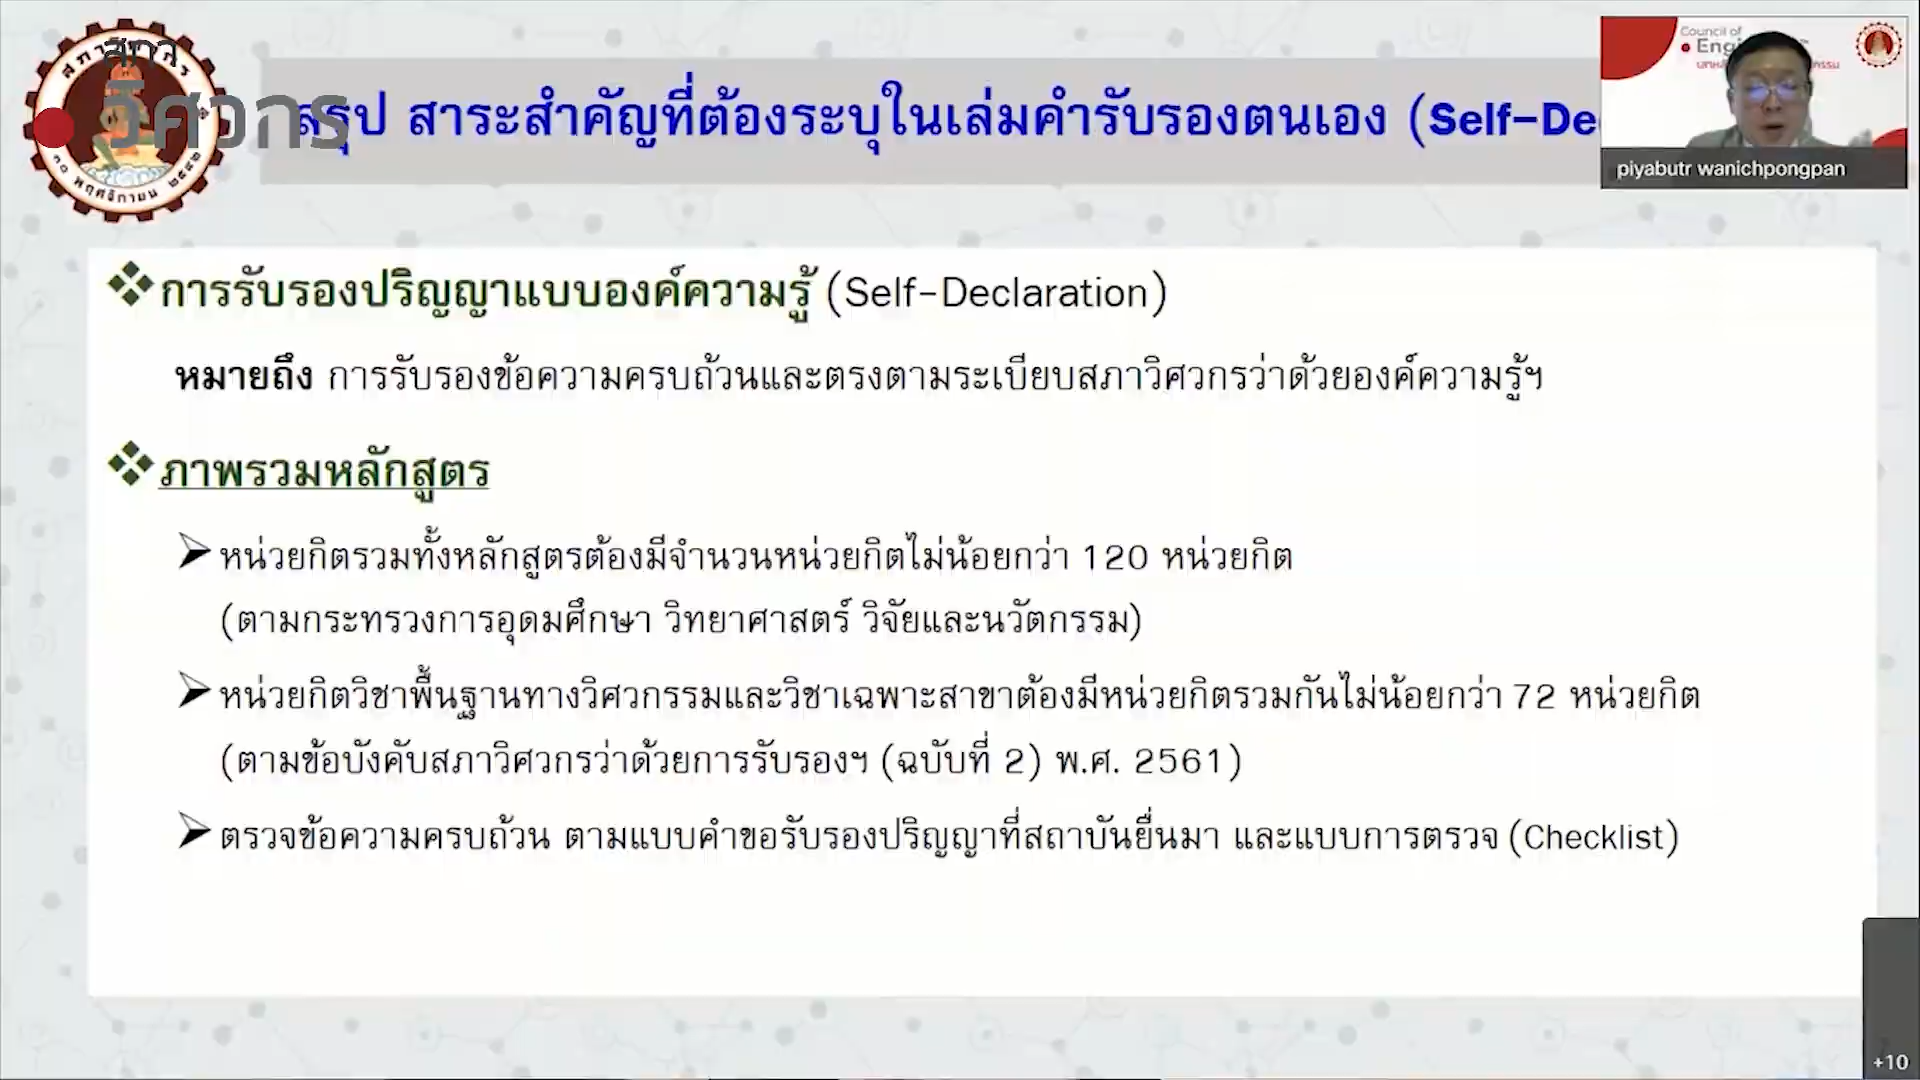 สภา
วิศวกร
สรุป สาระสำคัญที่ต้องระบุในเล่มคำรับรองตนเอง (Self-De
Council of
piyabutr wanichpongpan
❖การรับรองปริญญาแบบองค์ความรู้ (Self-Declaration)
หมายถึง การรับรองข้อความครบถ้วนและตรงตามระเบียบสภาวิศวกรว่าด้วยองค์ความรู้ฯ
❖ภาพรวมหลักสูตร
➢หน่วยกิตรวมทั้งหลักสูตรต้องมีจำนวนหน่วยกิตไม่น้อยกว่า 120 หน่วยกิต
(ตามกระทรวงการอุดมศึกษา วิทยาศาสตร์ วิจัยและนวัตกรรม)
➢หน่วยกิตวิชาพื้นฐานทางวิศวกรรมและวิชาเฉพาะสาขาต้องมีหน่วยกิตรวมกันไม่น้อยกว่า 72 หน่วยกิต
(ตามข้อบังคับสภาวิศวกรว่าด้วยการรับรองฯ (ฉบับที่ 2) พ.ศ. 2561)
➢ตรวจข้อความครบถ้วน ตามแบบคำขอรับรองปริญญาที่สถาบันยื่นมา และแบบการตรวจ (Checklist)
+10